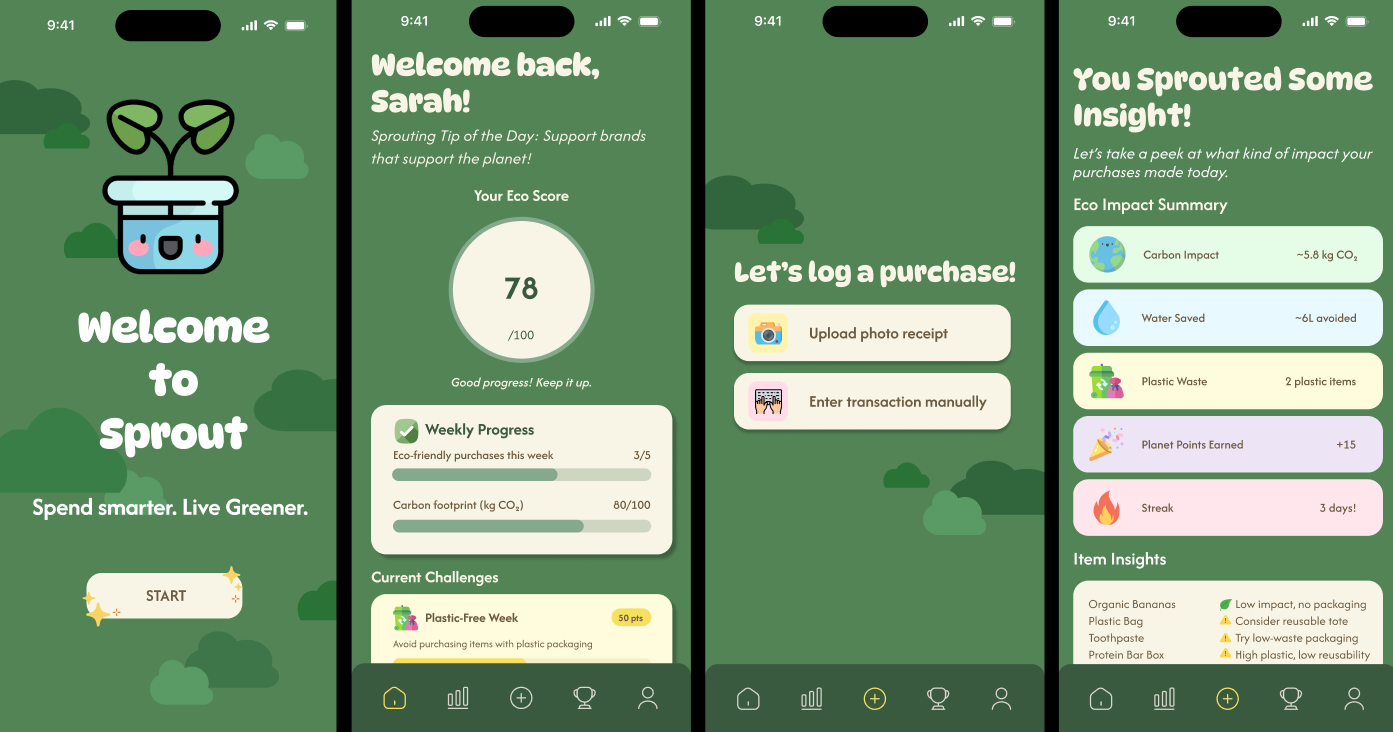 9:41
Welcome
to
Sprout
Spend smarter. Live Greener.
START
9:41
Welcome back,
Sarah!
Sprouting Tip of the Day: Support brands
that support the planet!
Your Eco Score
78
/100
Good progress! Keep it up.
Weekly Progress
Eco-friendly purchases this week 3/5
Carbon footprint (kg CO₂) 80/100
Current Challenges
Plastic-Free Week 50 pts
Avoid purchasing items with plastic packaging
9:41
Let's log a purchase!
Upload photo receipt
Enter transaction manually
9:41
You Sprouted Some
Insight!
Let's take a peek at what kind of impact your
purchases made today.
Eco Impact Summary
Carbon Impact ~5.8 kg CO₂
Water Saved ~6L avoided
Plastic Waste 2 plastic items
Planet Points Earned +15
Streak 3 days!
Item Insights
Organic Bananas Low impact, no packaging
Plastic Bag Consider reusable tote
Toothpaste Try low-waste packaging
Protein Bar Box High plastic, low reusability